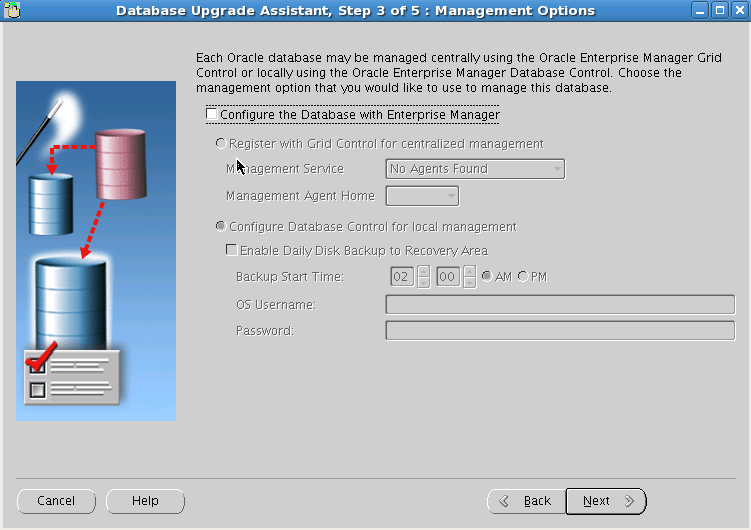 Database Upgrade Assistant, Step 3 of 5 : Management Options
Each Oracle database may be managed centrally using the Oracle Enterprise Manager Grid
Control or locally using the Oracle Enterprise Manager Database Control. Choose the
management option that you would like to use to manage this database.
Configure the Database with Enterprise Manager
Register with Grid Control for centralized management
Management Service No Agents Found
Management Agent Home
Configure Database Control for local management
Enable Daily Disk Backup to Recovery Area
Backup Start Time: 02 00 AM PM
OS Username:
Password:
Cancel Help Back Next